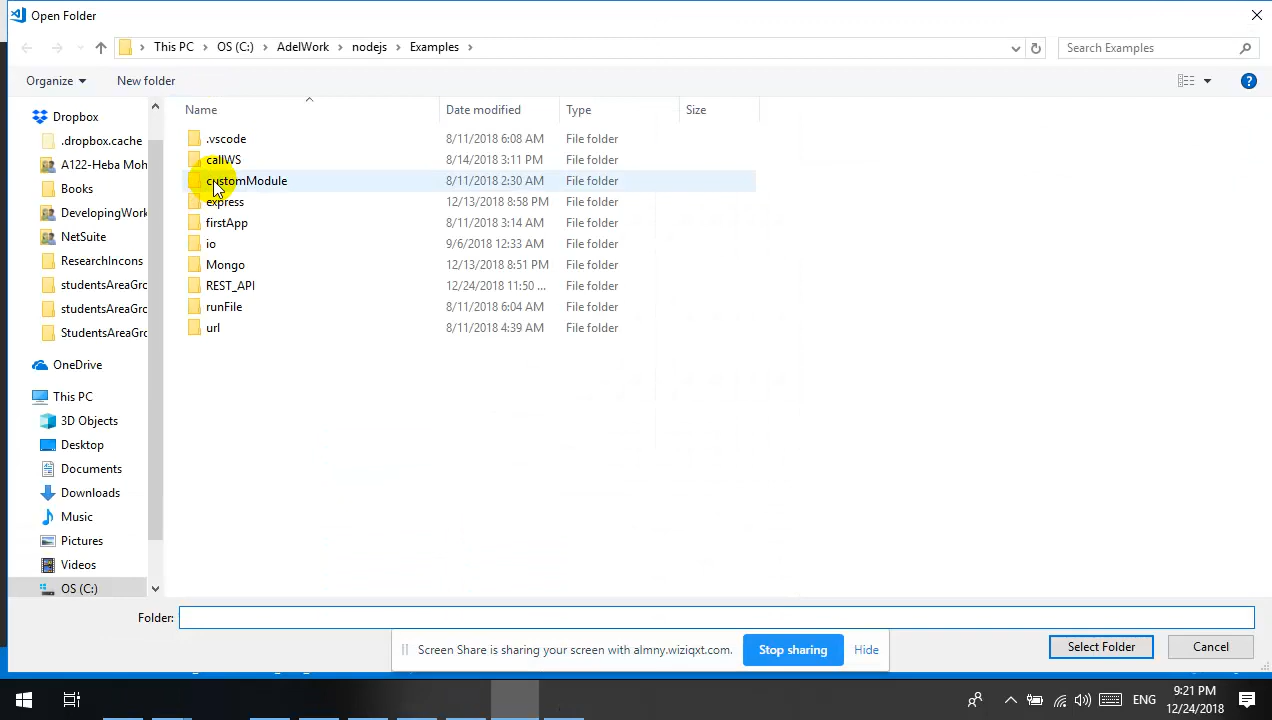 Open Folder
This PC > OS (C:) > AdelWork > nodejs > Examples >
Search Examples
Organize
New folder
Name
Date modified
Type
Size
Dropbox
.dropbox.cache
A122-Heba Moh
Books
DevelopingWork
NetSuite
ResearchIncons
studentsAreaGro
studentsAreaGro
StudentsAreaGro
OneDrive
This PC
3D Objects
Desktop
Documents
Downloads
Music
Pictures
Videos
OS (C:)
.vscode 8/11/2018 6:08 AM File folder
callWS 8/14/2018 3:11 PM File folder
customModule 8/11/2018 2:30 AM File folder
express 12/13/2018 8:58 PM File folder
firstApp 8/11/2018 3:14 AM File folder
io 9/6/2018 12:33 AM File folder
Mongo 12/13/2018 8:51 PM File folder
REST_API 12/24/2018 11:50 ... File folder
runFile 8/11/2018 6:04 AM File folder
url 8/11/2018 4:39 AM File folder
Folder:
Screen Share is sharing your screen with almny.wiziqxt.com.
Stop sharing
Hide
Select Folder
Cancel
ENG
9:21 PM
12/24/2018